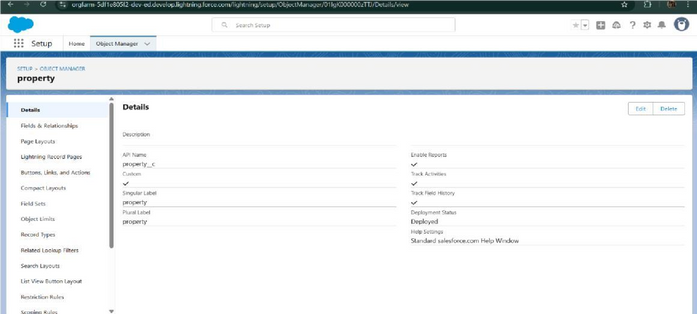 orgfarm-5df1e805l2-dev-ed.develop.lightning.force.com/lightning/setup/ObjectManager/01IgK000000zTTJ/Details/view
Search Setup
Setup
Home
Object Manager
SETUP > OBJECT MANAGER
property
Details
Fields & Relationships
Page Layouts
Lightning Record Pages
Buttons, Links, and Actions
Compact Layouts
Field Sets
Object Limits
Record Types
Related Lookup Filters
Search Layouts
List View Button Layout
Restriction Rules
Scoping Rules
Details
Edit
Delete
Description
API Name
property__c
Custom
Singular Label
property
Plural Label
property
Enable Reports
Track Activities
Track Field History
Deployment Status
Deployed
Help Settings
Standard salesforce.com Help Window